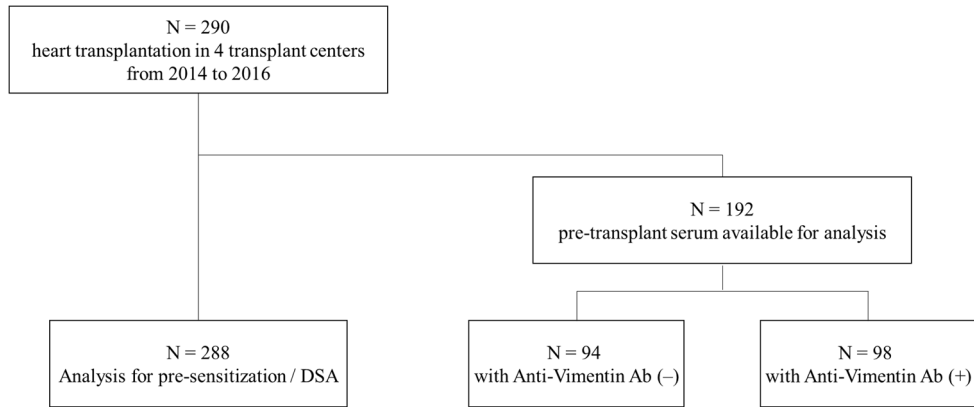 N = 290
heart transplantation in 4 transplant centers
from 2014 to 2016
N = 192
pre-transplant serum available for analysis
N = 288
Analysis for pre-sensitization / DSA
N = 94
with Anti-Vimentin Ab (–)
N = 98
with Anti-Vimentin Ab (+)